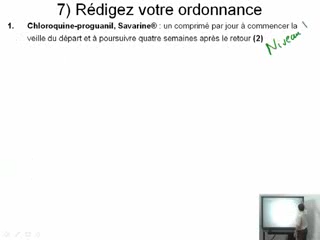 7) Rédigez votre ordonnance
1. Chloroquine-proguanil, Savarine® : un comprimé par jour à commencer la
veille du départ et à poursuivre quatre semaines après le retour (2)
Niveau